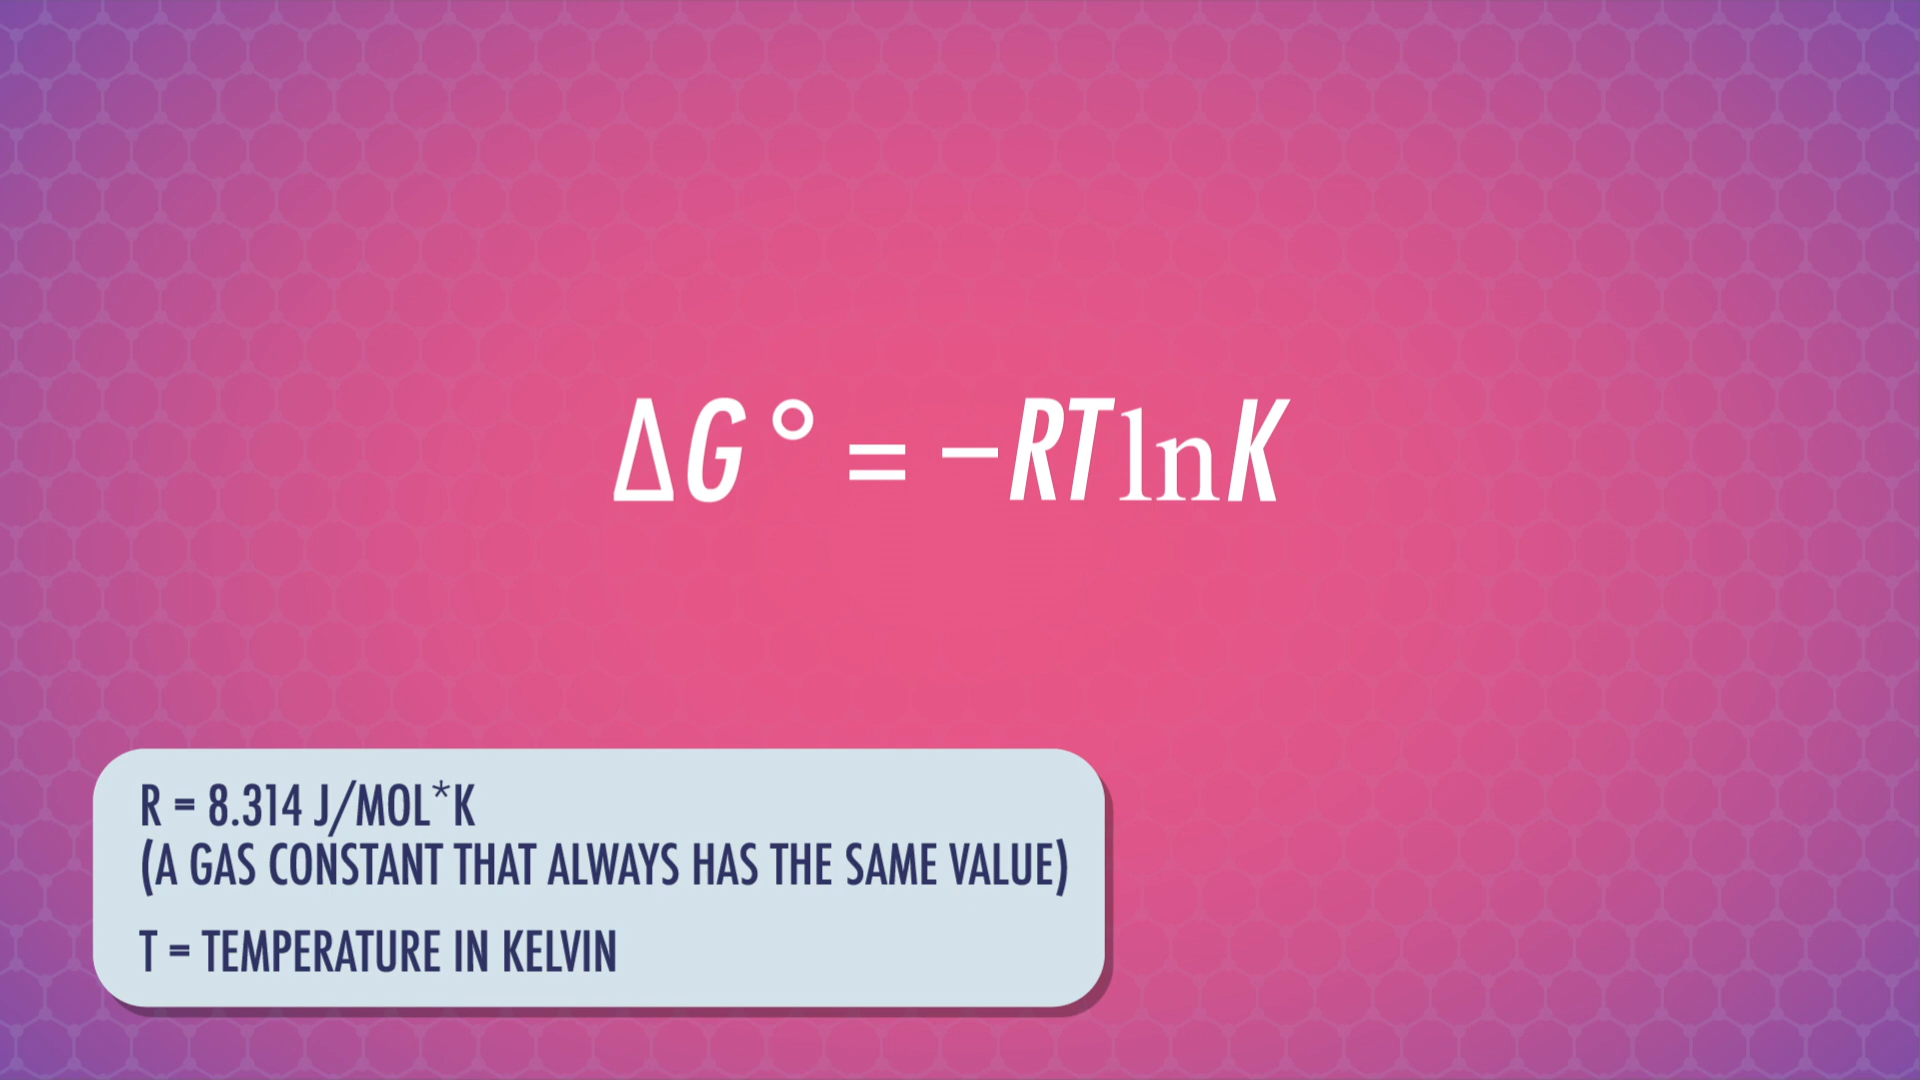 ΔG° = −RTlnK
R = 8.314 J/MOL*K
(A GAS CONSTANT THAT ALWAYS HAS THE SAME VALUE)
T = TEMPERATURE IN KELVIN